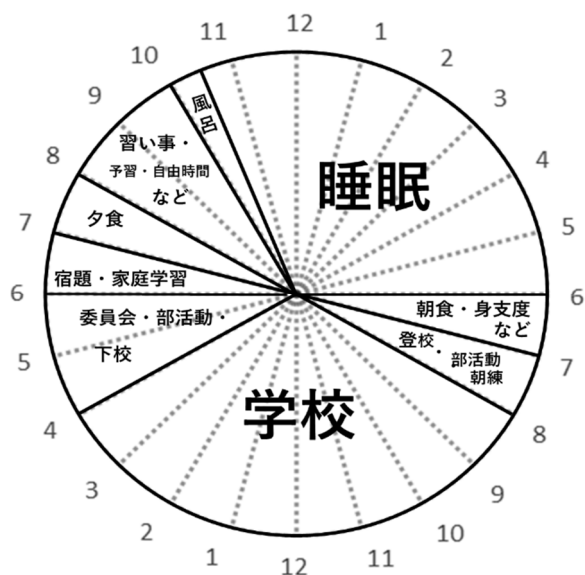 12
1
2
3
4
5
6
7
8
9
10
11
12
1
2
3
4
5
6
7
8
9
10
11
睡眠
朝食・身支度
など
登校
・
部活動
朝練
学校
委員会・部活動・
下校
宿題・家庭学習
夕食
習い事・
予習・自由時間
など
風呂